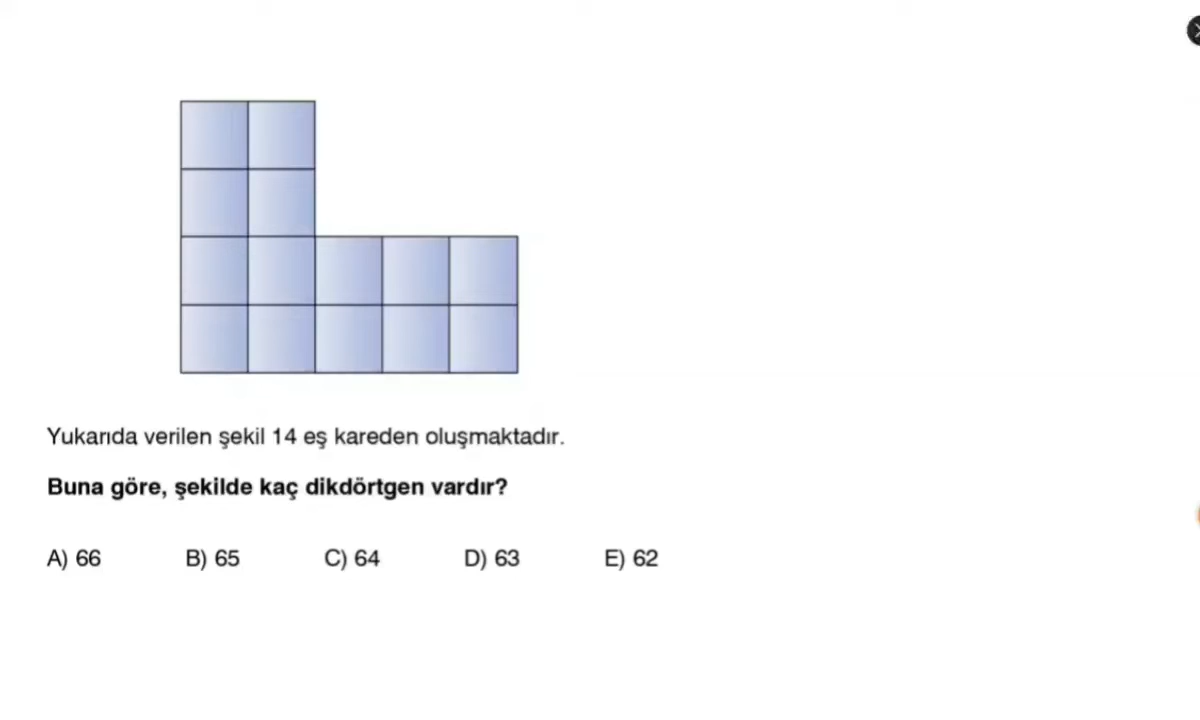 Yukarıda verilen şekil 14 eş kareden oluşmaktadır.
Buna göre, şekilde kaç dikdörtgen vardır?
A) 66 B) 65 C) 64 D) 63 E) 62